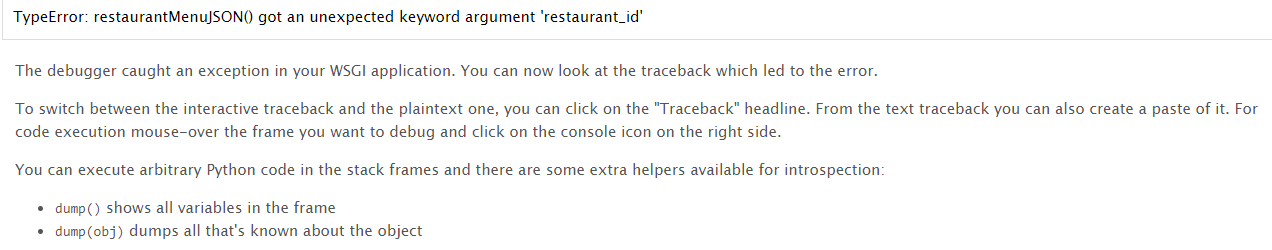 TypeError: restaurantMenuJSON() got an unexpected keyword argument 'restaurant_id'
The debugger caught an exception in your WSGI application. You can now look at the traceback which led to the error.
To switch between the interactive traceback and the plaintext one, you can click on the "Traceback" headline. From the text traceback you can also create a paste of it. For
code execution mouse-over the frame you want to debug and click on the console icon on the right side.
You can execute arbitrary Python code in the stack frames and there are some extra helpers available for introspection:
• dump() shows all variables in the frame
• dump(obj) dumps all that's known about the object